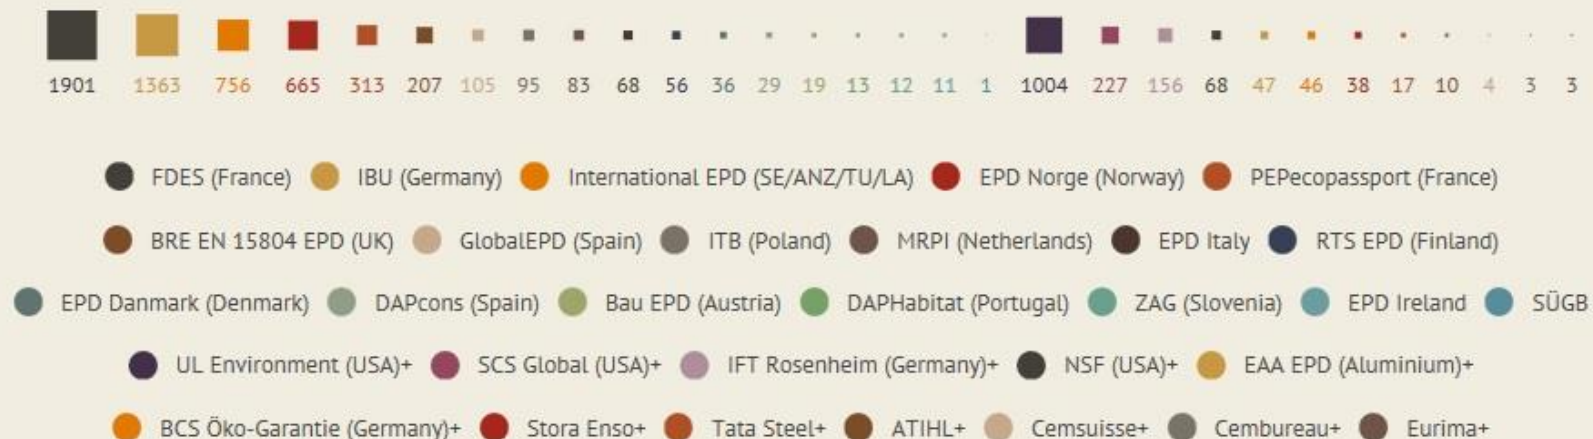 1901 1363 756 665 313 207 105 95 83 68 56 36 29 19 13 12 11 1 1004 227 156 68 47 46 38 17 10 4 3 3
FDES (France) IBU (Germany) International EPD (SE/ANZ/TU/LA) EPD Norge (Norway) PEPecopassport (France)
BRE EN 15804 EPD (UK) GlobalEPD (Spain) ITB (Poland) MRPI (Netherlands) EPD Italy RTS EPD (Finland)
EPD Danmark (Denmark) DAPcons (Spain) Bau EPD (Austria) DAPHabitat (Portugal) ZAG (Slovenia) EPD Ireland SÜGB
UL Environment (USA)+ SCS Global (USA)+ IFT Rosenheim (Germany)+ NSF (USA)+ EAA EPD (Aluminium)+
BCS Öko-Garantie (Germany)+ Stora Enso+ Tata Steel+ ATIHL+ Cemsuisse+ Cembureau+ Eurima+